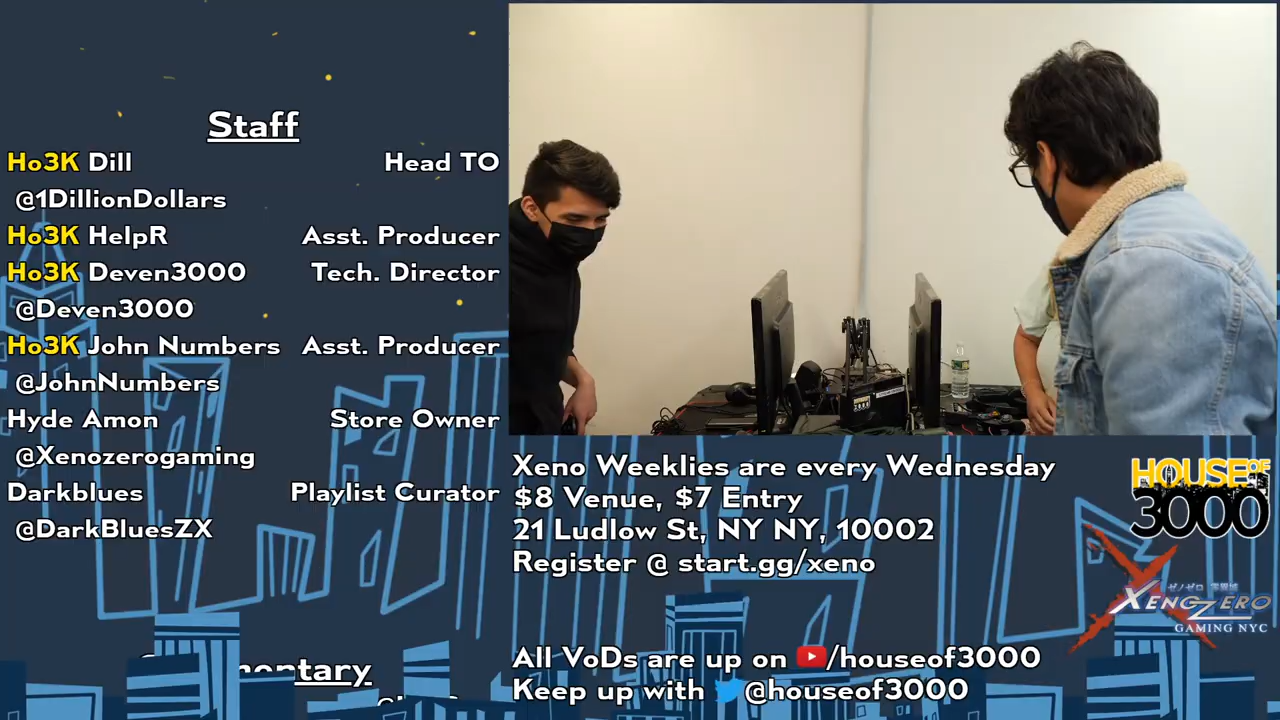 Staff
Ho3K Dill Head TO
@1DillionDollars
Ho3K HelpR Asst. Producer
Ho3K Deven3000 Tech. Director
@Deven3000
Ho3K John Numbers Asst. Producer
@JohnNumbers
Hyde Amon Store Owner
@Xenozerogaming
Darkblues Playlist Curator
@DarkBluesZX
Xeno Weeklies are every Wednesday
$8 Venue, $7 Entry
21 Ludlow St, NY NY, 10002
Register @ start.gg/xeno
All VoDs are up on /houseof3000
Keep up with @houseof3000
HOUSE OF
3000
XENOZERO
GAMING NYC